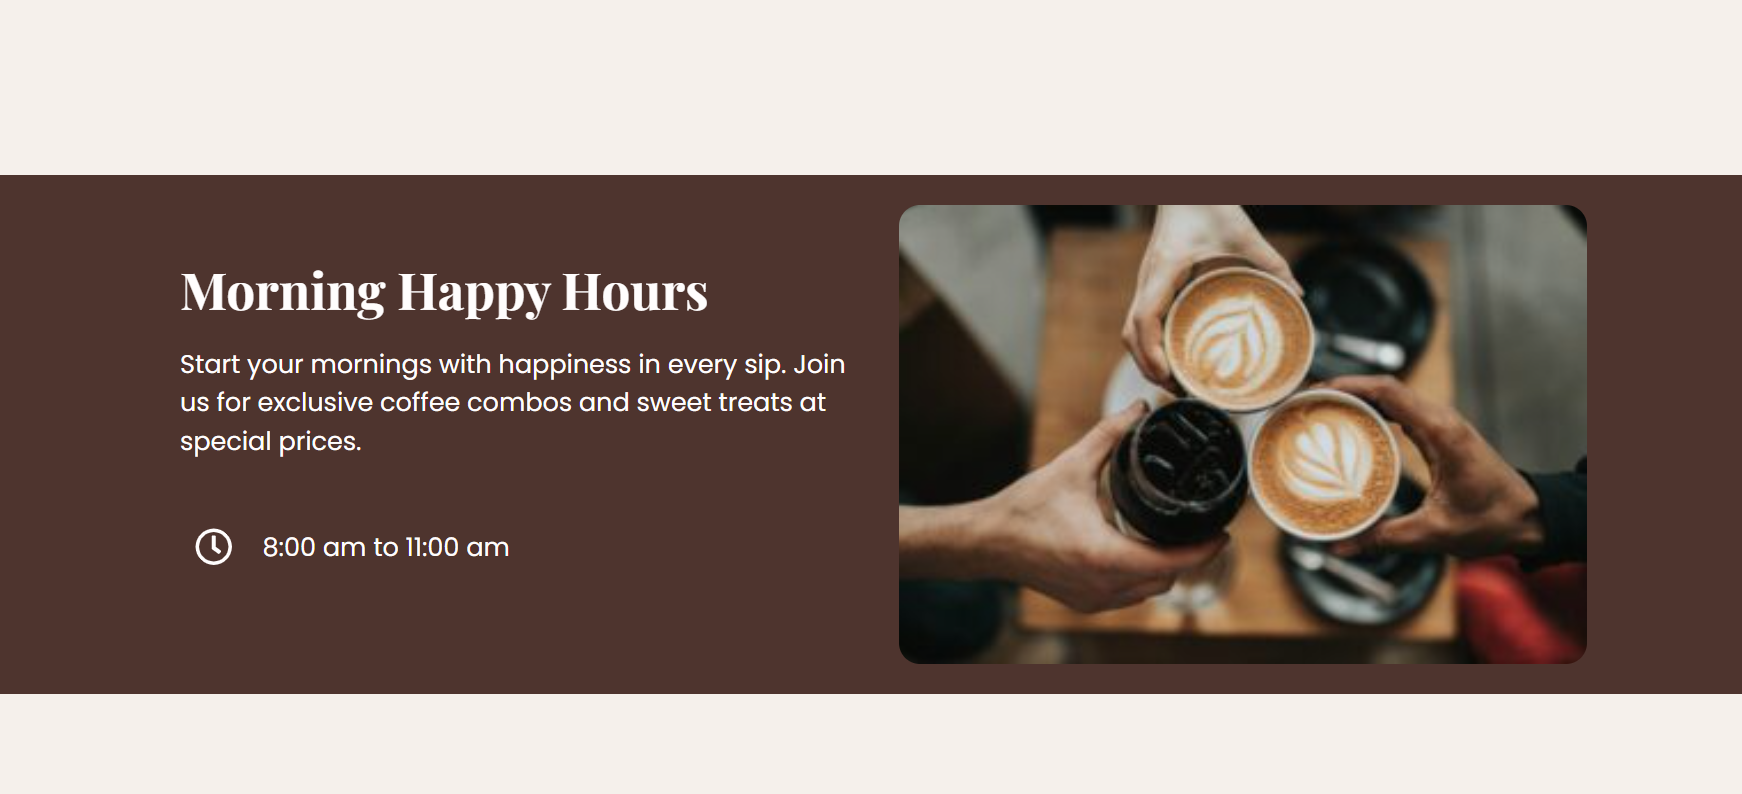 Morning Happy Hours
Start your mornings with happiness in every sip. Join
us for exclusive coffee combos and sweet treats at
special prices.
8:00 am to 11:00 am